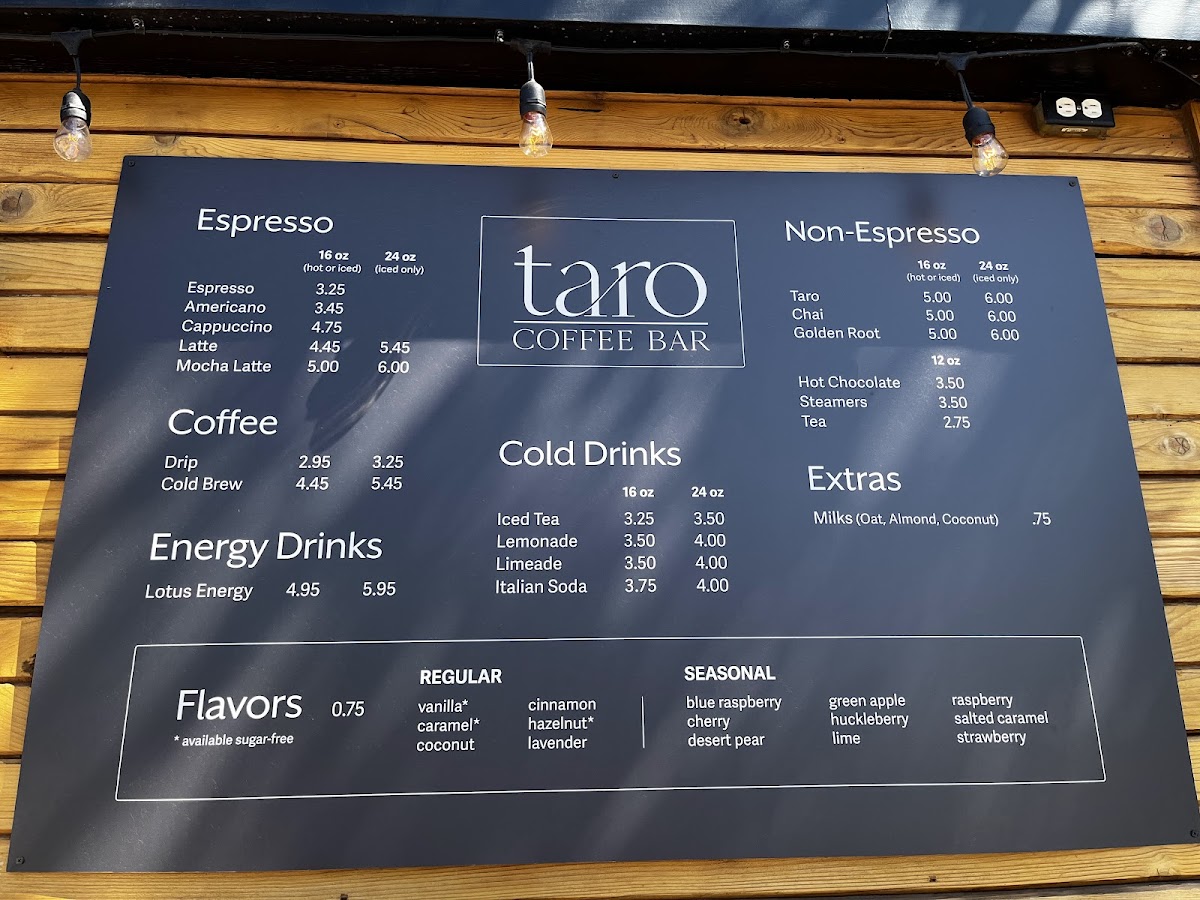 Espresso
16 oz 24 oz
(hot or iced) (iced only)
Espresso 3.25
Americano 3.45
Cappuccino 4.75
Latte 4.45 5.45
Mocha Latte 5.00 6.00
Coffee
Drip 2.95 3.25
Cold Brew 4.45 5.45
Energy Drinks
Lotus Energy 4.95 5.95
taro
COFFEE BAR
Cold Drinks
16 oz 24 oz
Iced Tea 3.25 3.50
Lemonade 3.50 4.00
Limeade 3.50 4.00
Italian Soda 3.75 4.00
Non-Espresso
16 oz 24 oz
(hot or iced) (iced only)
Taro 5.00 6.00
Chai 5.00 6.00
Golden Root 5.00 6.00
12 oz
Hot Chocolate 3.50
Steamers 3.50
Tea 2.75
Extras
Milks (Oat, Almond, Coconut) .75
Flavors 0.75
* available sugar-free
REGULAR
vanilla* cinnamon
caramel* hazelnut*
coconut lavender
SEASONAL
blue raspberry green apple raspberry
cherry huckleberry salted caramel
desert pear lime strawberry